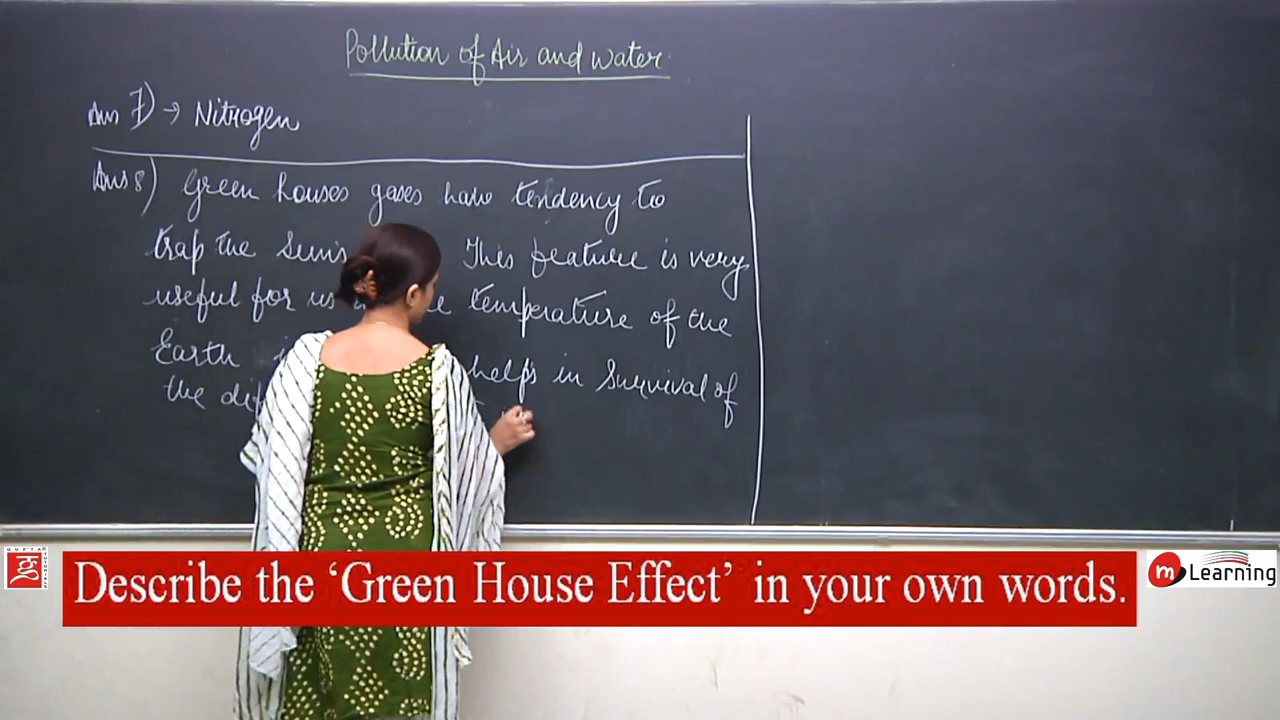 Pollution of Air and water.
Ans 7) → Nitrogen
Ans 8) Green houses gases have tendency to
trap the Sun's This feature is very
useful for us temperature of the
Earth helps in Survival of
the
GUPTA TUTORIALS
Describe the ‘Green House Effect’ in your own words.
m Learning